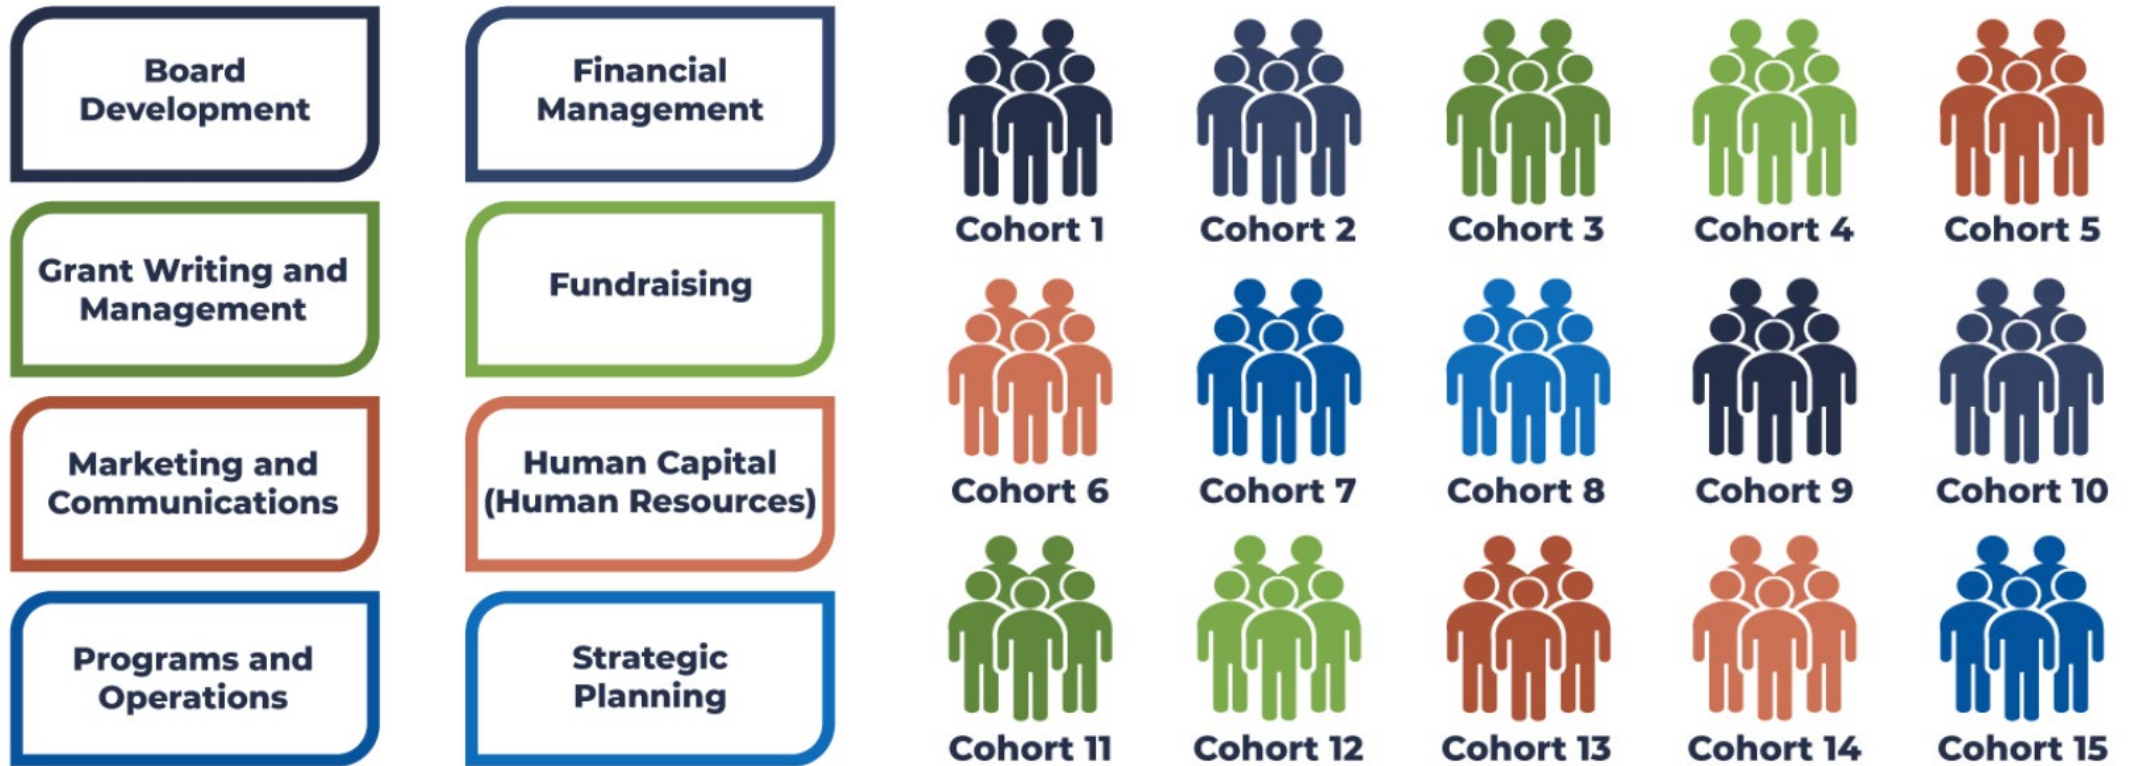 Board
Development
Financial
Management
Grant Writing and
Management
Fundraising
Marketing and
Communications
Human Capital
(Human Resources)
Programs and
Operations
Strategic
Planning
Cohort 1
Cohort 2
Cohort 3
Cohort 4
Cohort 5
Cohort 6
Cohort 7
Cohort 8
Cohort 9
Cohort 10
Cohort 11
Cohort 12
Cohort 13
Cohort 14
Cohort 15